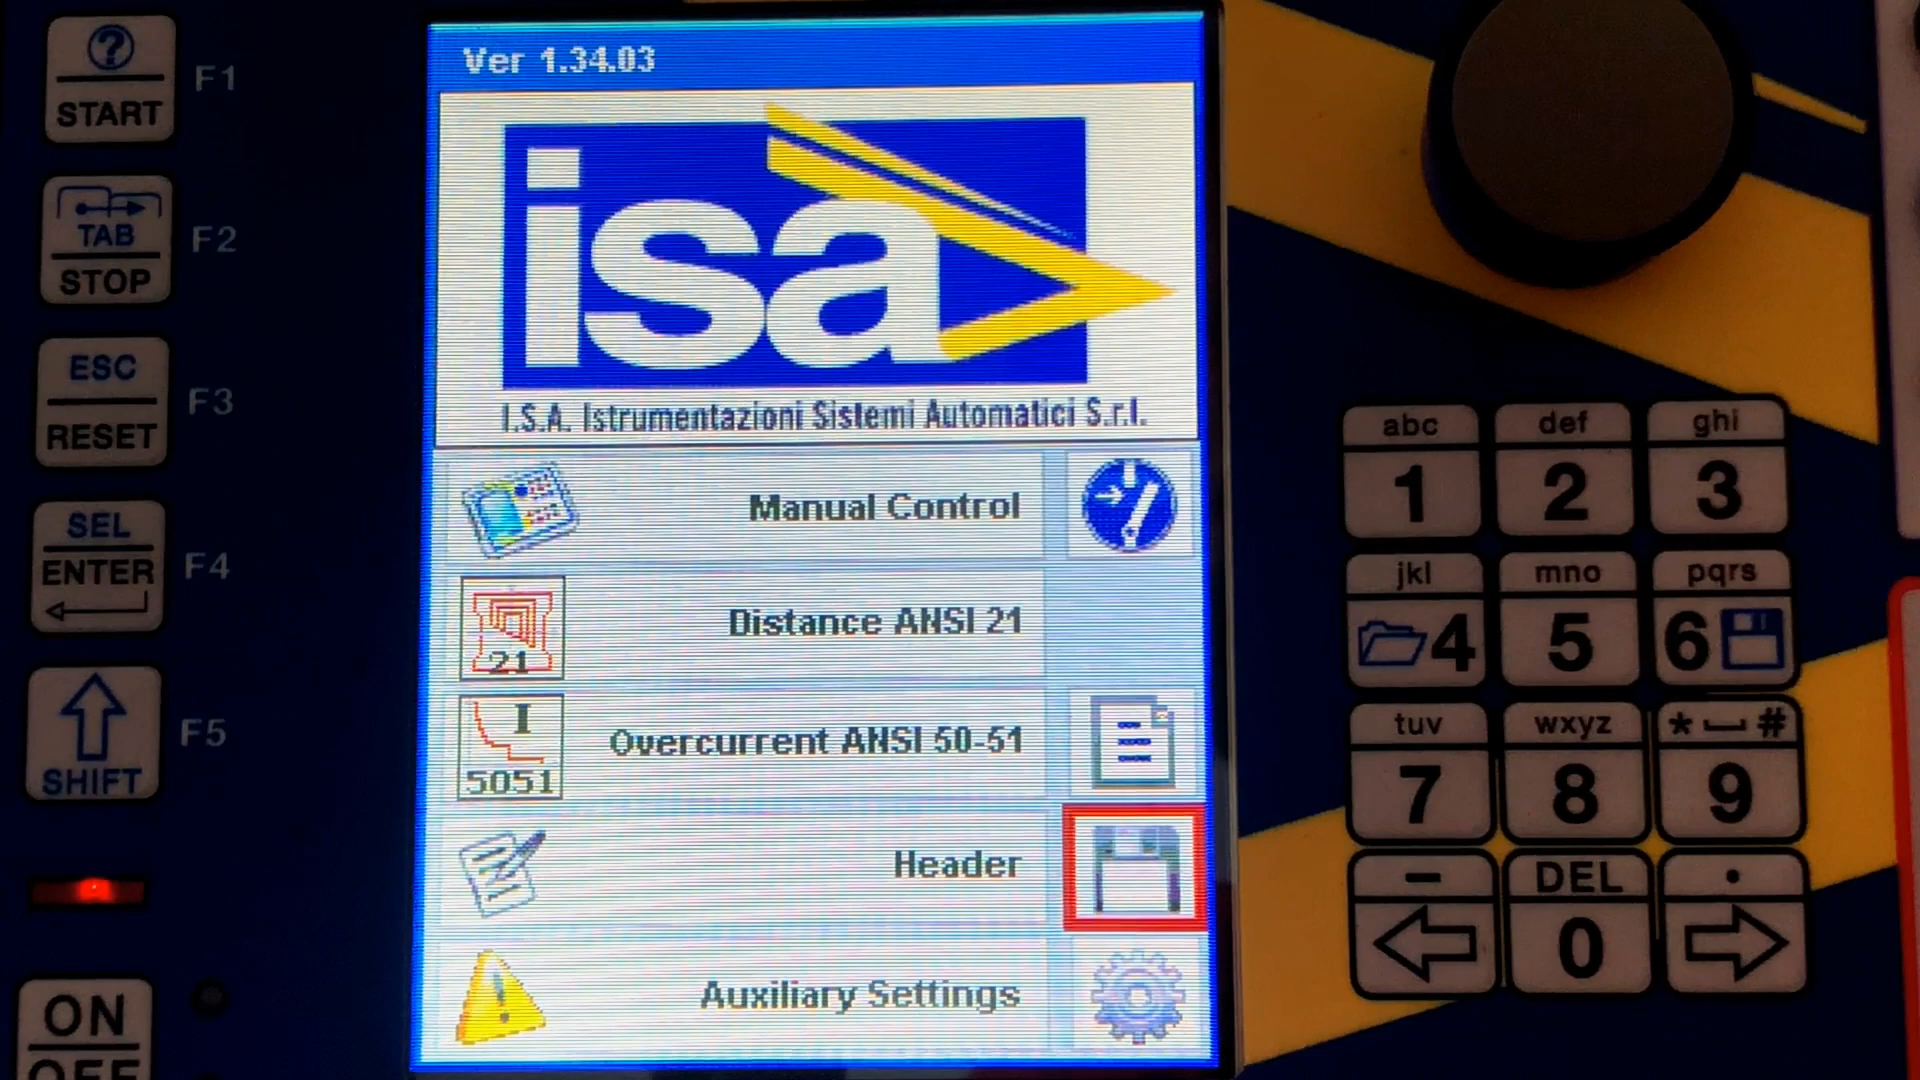 ?
START
F1
TAB
STOP
F2
ESC
RESET
F3
SEL
ENTER
F4
SHIFT
F5
ON
OFF
Ver 1.34.03
isa
I.S.A. Istrumentazioni Sistemi Automatici S.r.l.
Manual Control
21
Distance ANSI 21
I
5051
Overcurrent ANSI 50-51
Header
Auxiliary Settings
abc
1
def
2
ghi
3
jkl
4
mno
5
pqrs
6
tuv
7
wxyz
8
* #
9
-
DEL
0
.